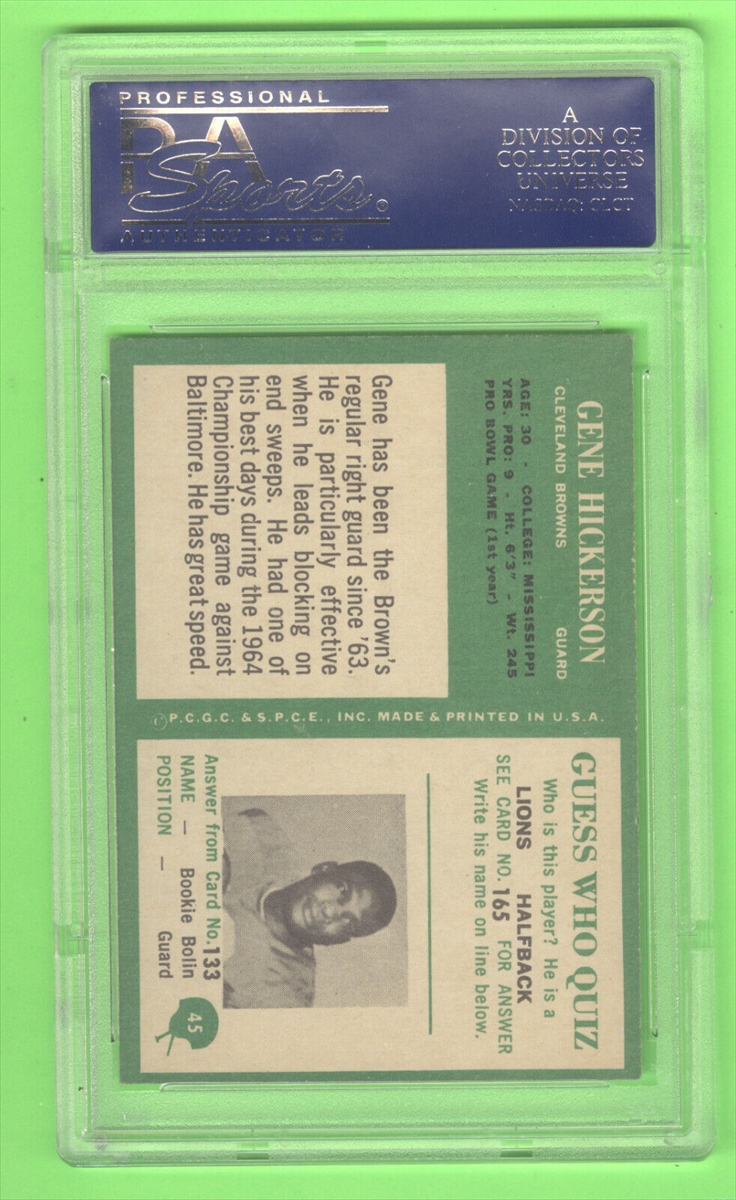 PROFESSIONAL
PSA
Sports
AUTHENTICATOR
A
DIVISION OF
COLLECTORS
UNIVERSE
NASDAQ: CLCT
GENE HICKERSON
CLEVELAND BROWNS GUARD
AGE: 30 - COLLEGE: MISSISSIPPI
YRS. PRO: 9 - Ht. 6'3" - Wt. 245
PRO BOWL GAME (1st year)
Gene has been the Brown's
regular right guard since '63.
He is particularly effective
when he leads blocking on
end sweeps. He had one of
his best days during the 1964
Championship game against
Baltimore. He has great speed.
©P.C.G.C. & S.P.C.E., INC. MADE & PRINTED IN U.S.A.
GUESS WHO QUIZ
Who is this player? He is a
LIONS HALFBACK
SEE CARD NO. 165 FOR ANSWER
Write his name on line below.
Answer from Card No. 133
NAME — Bookie Bolin
POSITION — Guard
45